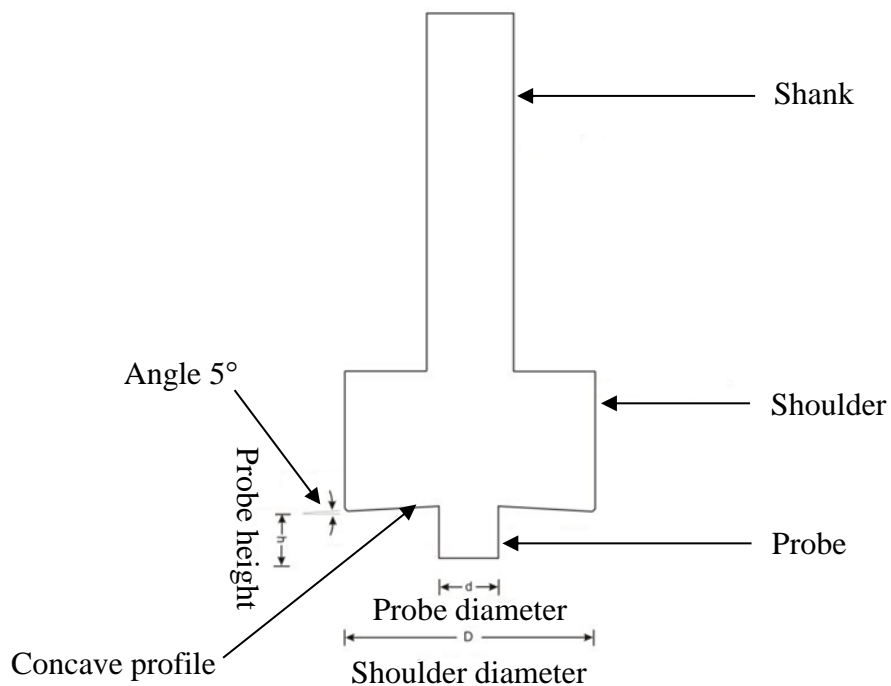 Shank
Angle 5°
Shoulder
Probe height
h
Probe
d
Probe diameter
D
Concave profile
Shoulder diameter